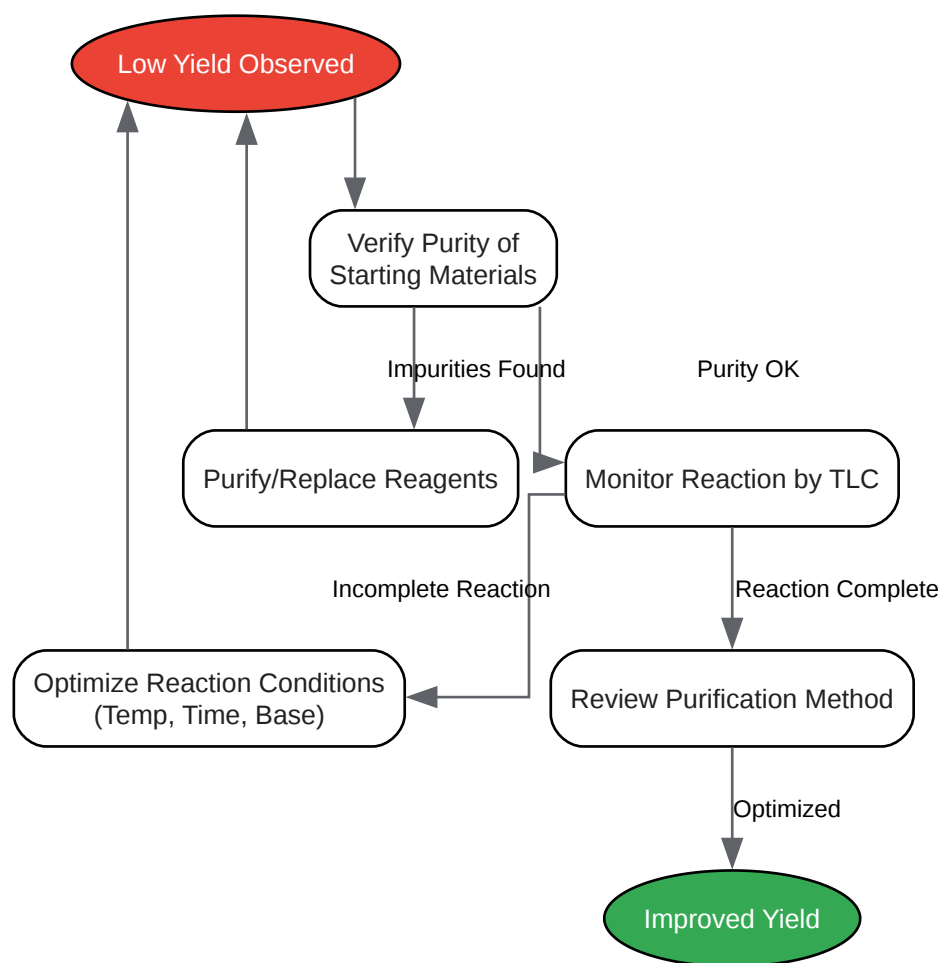 Low Yield Observed
Verify Purity of
Starting Materials
Impurities Found
Purity OK
Purify/Replace Reagents
Monitor Reaction by TLC
Incomplete Reaction
Reaction Complete
Optimize Reaction Conditions
(Temp, Time, Base)
Review Purification Method
Optimized
Improved Yield